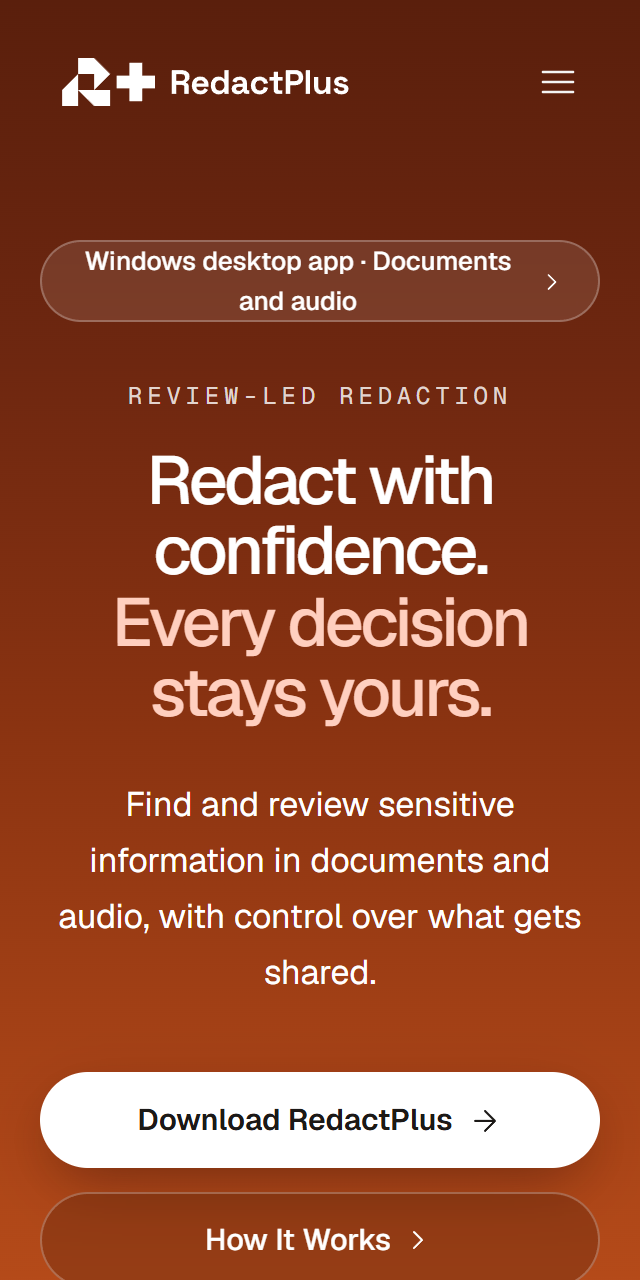 RedactPlus
Windows desktop app · Documents
and audio
REVIEW-LED REDACTION
Redact with
confidence.
Every decision
stays yours.
Find and review sensitive
information in documents and
audio, with control over what gets
shared.
Download RedactPlus
How It Works